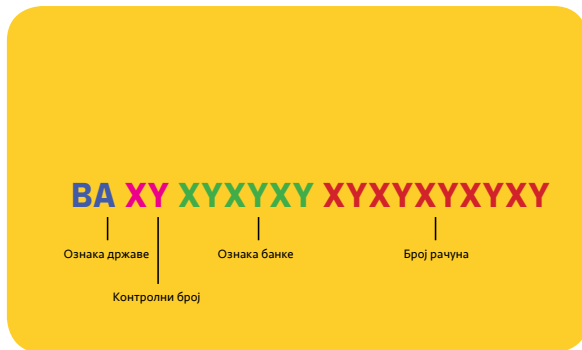 BA XY XYXYXY XYXYXYXYXY
Ознака државе
Ознака банке
Број рачуна
Контролни број